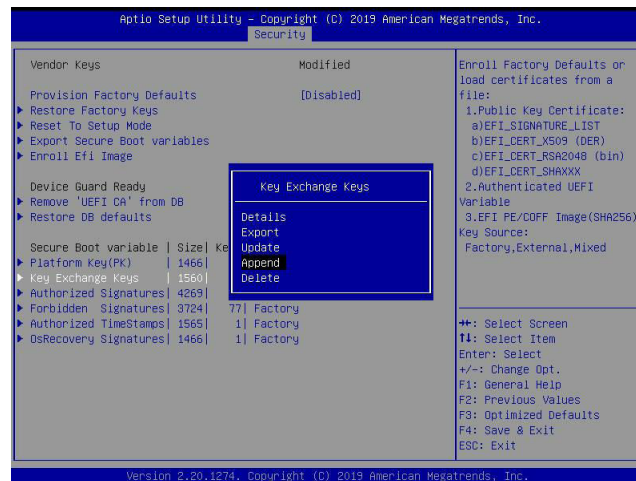 Aptio Setup Utility - Copyright (C) 2019 American Megatrends, Inc.
Security
Vendor Keys Modified
Provision Factory Defaults [Disabled]
Restore Factory Keys
Reset To Setup Mode
Export Secure Boot variables
Enroll Efi Image
Device Guard Ready
Remove 'UEFI CA' from DB
Restore DB defaults
Secure Boot variable | Size| Ke
Platform Key(PK) | 1466|
Key Exchange Keys | 1560|
Authorized Signatures| 4269|
Forbidden Signatures| 3724| 77| Factory
Authorized TimeStamps| 1565| 1| Factory
OsRecovery Signatures| 1466| 1| Factory
Key Exchange Keys
Details
Export
Update
Append
Delete
Enroll Factory Defaults or
load certificates from a
file:
1.Public Key Certificate:
a)EFI_SIGNATURE_LIST
b)EFI_CERT_X509 (DER)
c)EFI_CERT_RSA2048 (bin)
d)EFI_CERT_SHAXXX
2.Authenticated UEFI
Variable
3.EFI PE/COFF Image(SHA256)
Key Source:
Factory,External,Mixed
→←: Select Screen
↑↓: Select Item
Enter: Select
+/-: Change Opt.
F1: General Help
F2: Previous Values
F3: Optimized Defaults
F4: Save & Exit
ESC: Exit
Version 2.20.1274. Copyright (C) 2019 American Megatrends, Inc.